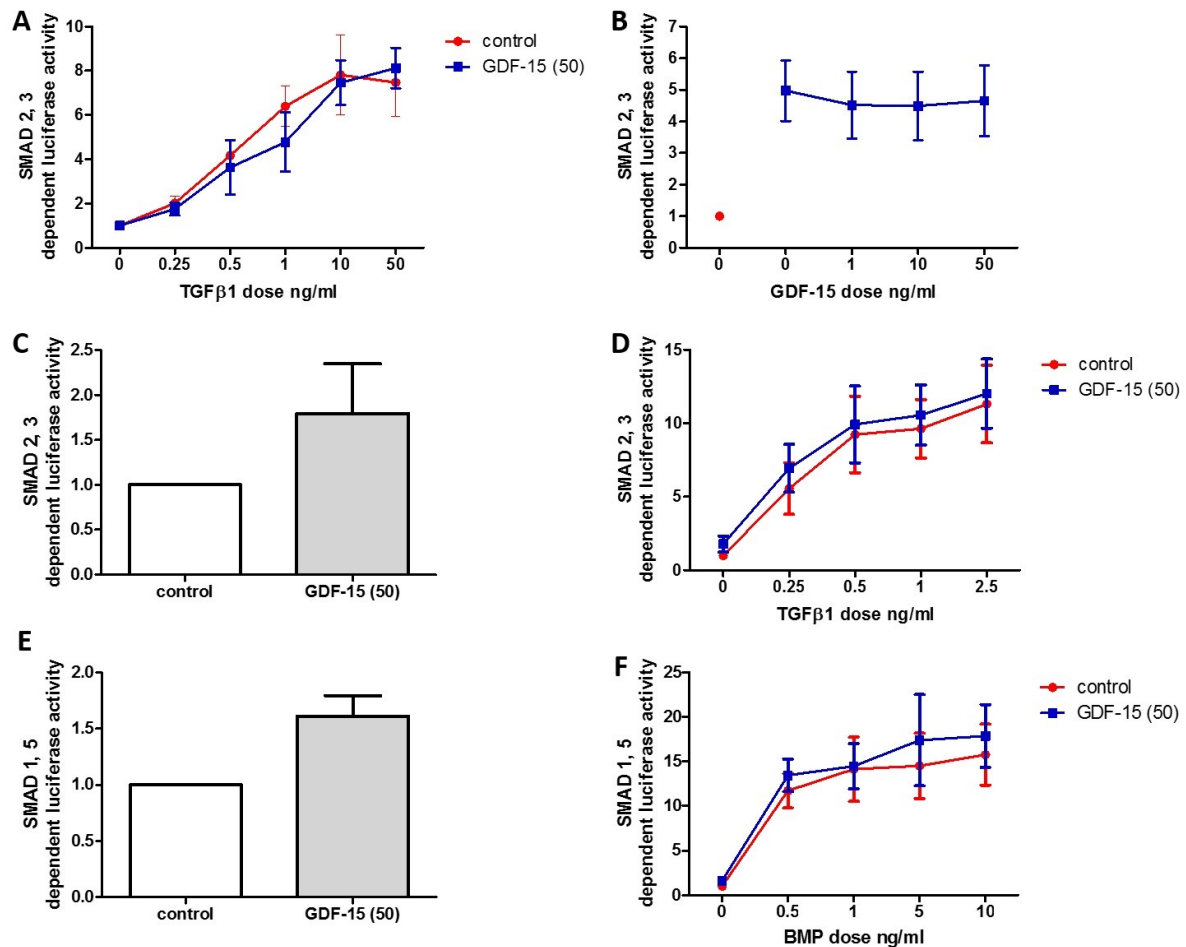 A
SMAD 2, 3
dependent luciferase activity
10
8
6
4
2
0
0 0.25 0.5 1 10 50
TGFβ1 dose ng/ml
control
GDF-15 (50)
B
SMAD 2, 3
dependent luciferase activity
7
6
5
4
3
2
1
0
0 0 1 10 50
GDF-15 dose ng/ml
C
SMAD 2, 3
dependent luciferase activity
2.5
2.0
1.5
1.0
0.5
0.0
control GDF-15 (50)
D
SMAD 2, 3
dependent luciferase activity
15
10
5
0
0 0.25 0.5 1 2.5
TGFβ1 dose ng/ml
control
GDF-15 (50)
E
SMAD 1, 5
dependent luciferase activity
2.0
1.5
1.0
0.5
0.0
control GDF-15 (50)
F
SMAD 1, 5
dependent luciferase activity
25
20
15
10
5
0
0 0.5 1 5 10
BMP dose ng/ml
control
GDF-15 (50)